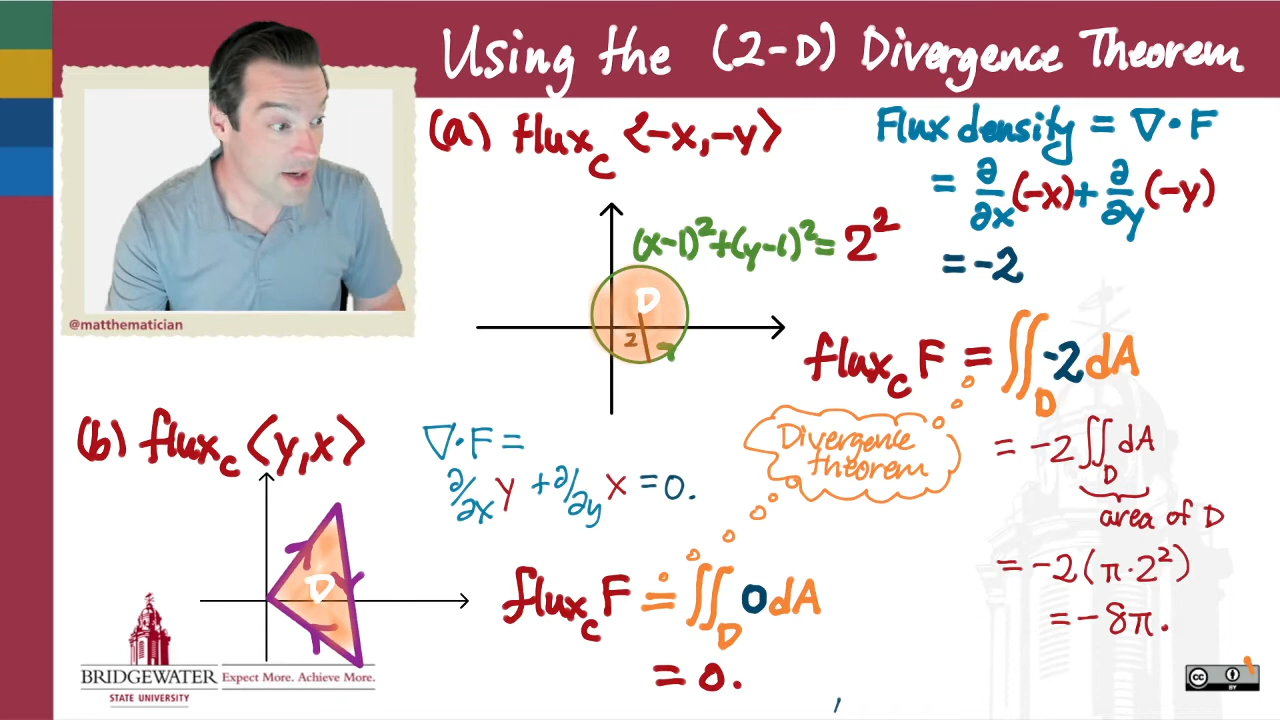 Using the (2-D) Divergence Theorem
@matthematician
(a) flux_C ⟨-x,-y⟩
(x-1)²+(y-1)²=2²
D
2
Flux density = ∇·F
= ∂/∂x(-x)+∂/∂y(-y)
= -2
flux_C F = ∬_D -2 dA
= -2 ∬_D dA
area of D
= -2(π·2²)
= -8π.
Divergence
theorem
(b) flux_C ⟨y,x⟩
D
∇·F =
∂/∂x y + ∂/∂y x = 0.
flux_C F = ∬_D 0 dA
= 0.
BRIDGEWATER
STATE UNIVERSITY
Expect More. Achieve More.
cc
BY